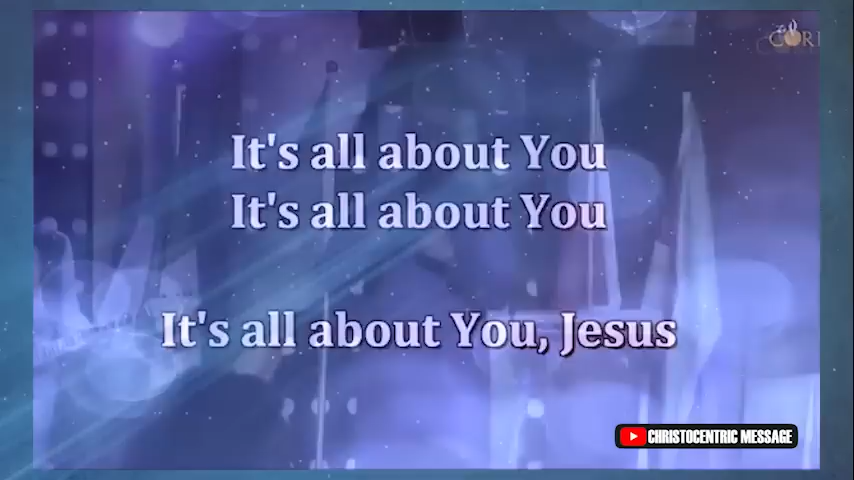 It's all about You
It's all about You
It's all about You, Jesus
CHRISTOCENTRIC MESSAGE